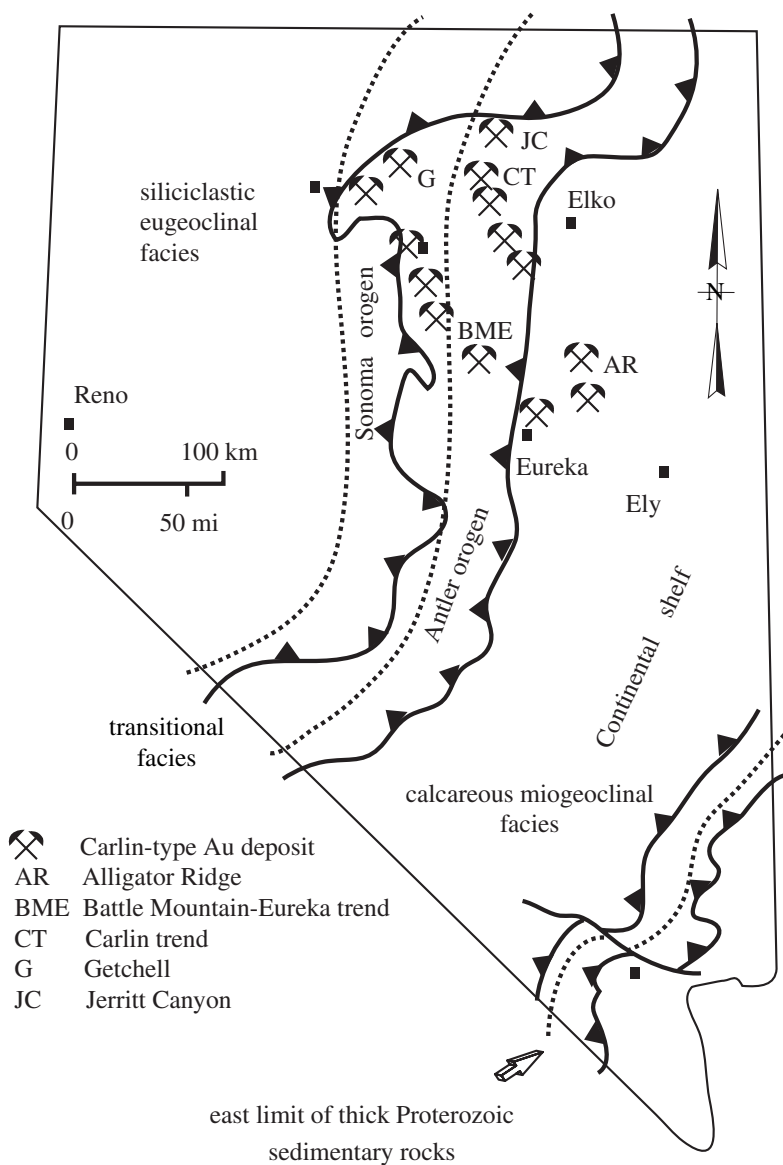 JC
G
CT
siliciclastic
eugeoclinal
facies
Elko
N
Sonoma orogen
BME
AR
Reno
0 100 km
Eureka
Ely
0 50 mi
Antler orogen
Continental shelf
transitional
facies
calcareous miogeoclinal
facies
Carlin-type Au deposit
AR Alligator Ridge
BME Battle Mountain-Eureka trend
CT Carlin trend
G Getchell
JC Jerritt Canyon
east limit of thick Proterozoic
sedimentary rocks